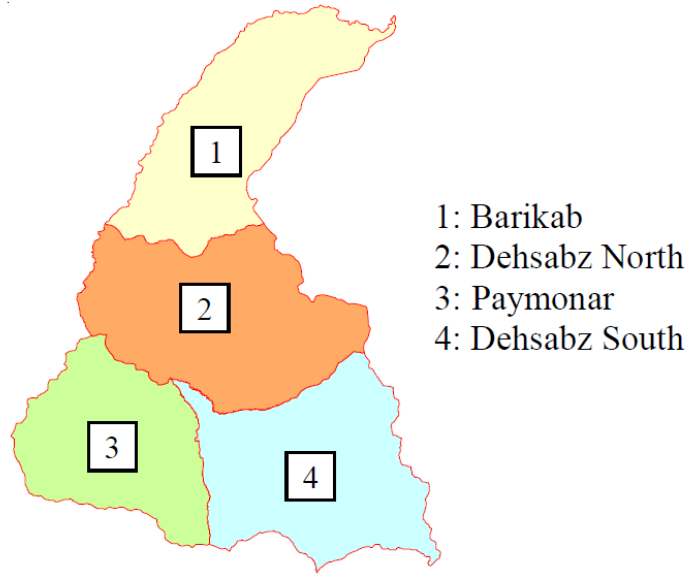 1
2
3
4
1: Barikab
2: Dehsabz North
3: Paymonar
4: Dehsabz South